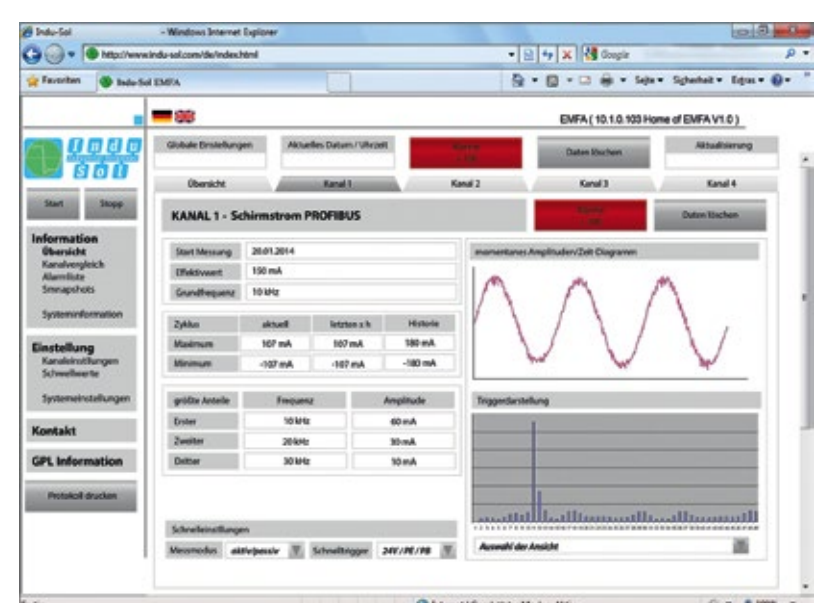 Indu-Sol - Windows Internet Explorer
http://www.indu-sol.com/de/index.html
Google
Favoriten Indu-Sol EMFA Seite Sicherheit Extras
EMFA ( 10.1.0.103 Home of EMFA V1.0 )
Indu
Sol
Globale Einstellungen Aktuelles Datum / Uhrzeit Daten löschen Aktualisierung
Übersicht Kanal 1 Kanal 2 Kanal 3 Kanal 4
Start Stopp
KANAL 1 - Schirmstrom PROFIBUS Daten löschen
Information
Übersicht
Kanalvergleich
Alarmliste
Smnapshots
Systeminformation
Einstellung
Kanaleinstllungen
Schwellwerte
Systemeinstellungen
Kontakt
GPL Information
Protokoll drucken
Start Messung 20.01.2014
Effektivwert 150 mA
Grundfrequenz 10 kHz
Zyklus aktuell letzten x h Historie
Maximum 107 mA 107 mA 180 mA
Minimum -107 mA -107 mA -180 mA
größte Anteile Frequenz Amplitude
Erster 10 kHz 60 mA
Zweiter 20 kHz 30 mA
Dritter 30 kHz 10 mA
Schnelleinstllungen
Messmodus aktiv/passiv Schnelltrigger 24V / PE / PB
momentanes Amplituden/Zeit Diagramm
Triggerdarstellung
Auswahl der Ansicht